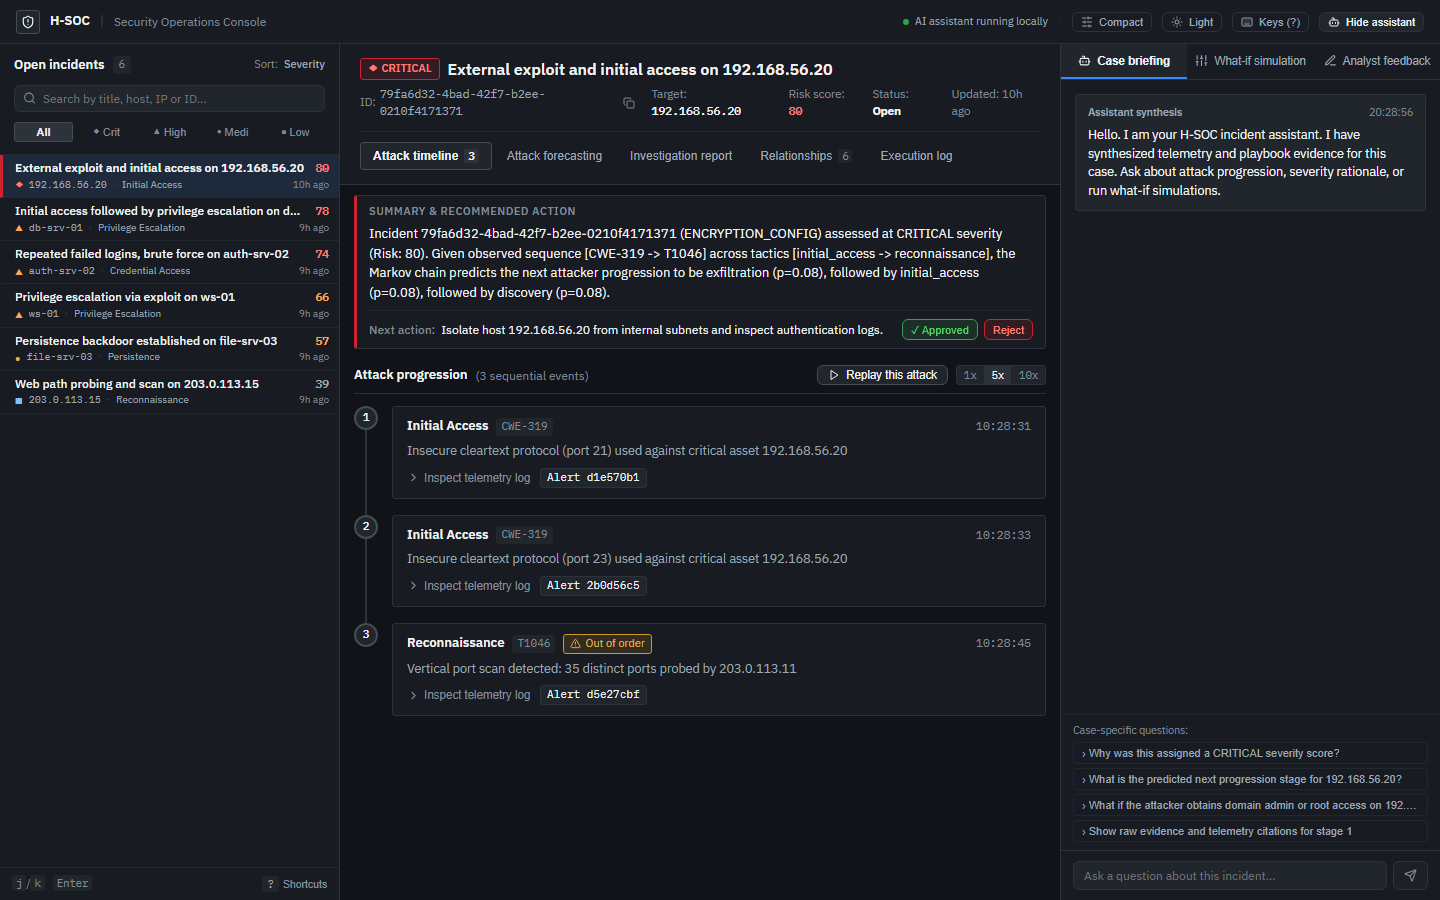 H-SOC | Security Operations Console
AI assistant running locally
Compact
Light
Keys (?)
Hide assistant
Open incidents 6
Sort: Severity
Search by title, host, IP or ID...
All
Crit
High
Medi
Low
External exploit and initial access on 192.168.56.20 80
192.168.56.20 · Initial Access 10h ago
Initial access followed by privilege escalation on d... 78
db-srv-01 · Privilege Escalation 9h ago
Repeated failed logins, brute force on auth-srv-02 74
auth-srv-02 · Credential Access 9h ago
Privilege escalation via exploit on ws-01 66
ws-01 · Privilege Escalation 9h ago
Persistence backdoor established on file-srv-03 57
file-srv-03 · Persistence 9h ago
Web path probing and scan on 203.0.113.15 39
203.0.113.15 · Reconnaissance 9h ago
j / k Enter
? Shortcuts
CRITICAL External exploit and initial access on 192.168.56.20
ID: 79fa6d32-4bad-42f7-b2ee-
0210f4171371
Target:
192.168.56.20
Risk score:
80
Status:
Open
Updated: 10h
ago
Attack timeline 3
Attack forecasting
Investigation report
Relationships 6
Execution log
SUMMARY & RECOMMENDED ACTION
Incident 79fa6d32-4bad-42f7-b2ee-0210f4171371 (ENCRYPTION_CONFIG) assessed at CRITICAL severity
(Risk: 80). Given observed sequence [CWE-319 -> T1046] across tactics [initial_access -> reconnaissance], the
Markov chain predicts the next attacker progression to be exfiltration (p=0.08), followed by initial_access
(p=0.08), followed by discovery (p=0.08).
Next action: Isolate host 192.168.56.20 from internal subnets and inspect authentication logs.
✓ Approved
Reject
Attack progression (3 sequential events)
Replay this attack
1x 5x 10x
1
Initial Access CWE-319 10:28:31
Insecure cleartext protocol (port 21) used against critical asset 192.168.56.20
Inspect telemetry log Alert d1e570b1
2
Initial Access CWE-319 10:28:33
Insecure cleartext protocol (port 23) used against critical asset 192.168.56.20
Inspect telemetry log Alert 2b0d56c5
3
Reconnaissance T1046 Out of order 10:28:45
Vertical port scan detected: 35 distinct ports probed by 203.0.113.11
Inspect telemetry log Alert d5e27cbf
Case briefing
What-if simulation
Analyst feedback
Assistant synthesis 20:28:56
Hello. I am your H-SOC incident assistant. I have
synthesized telemetry and playbook evidence for this
case. Ask about attack progression, severity rationale, or
run what-if simulations.
Case-specific questions:
› Why was this assigned a CRITICAL severity score?
› What is the predicted next progression stage for 192.168.56.20?
› What if the attacker obtains domain admin or root access on 192....
› Show raw evidence and telemetry citations for stage 1
Ask a question about this incident...